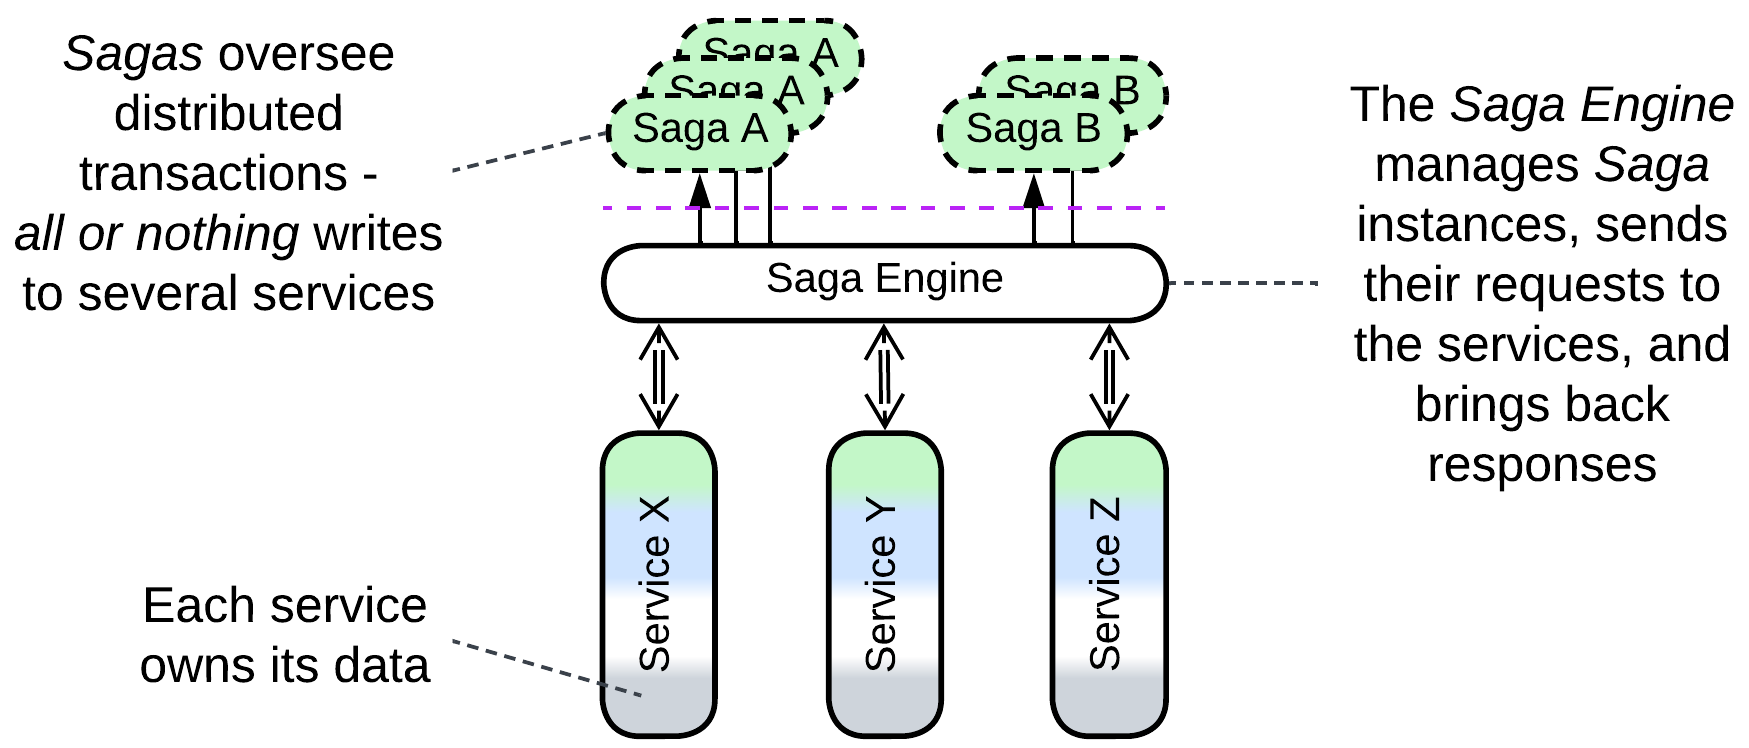 Sagas oversee
distributed
transactions -
all or nothing writes
to several services
Saga A
Saga A
Saga A
Saga B
Saga B
The Saga Engine
manages Saga
instances, sends
their requests to
the services, and
brings back
responses
Saga Engine
Service X
Service Y
Service Z
Each service
owns its data